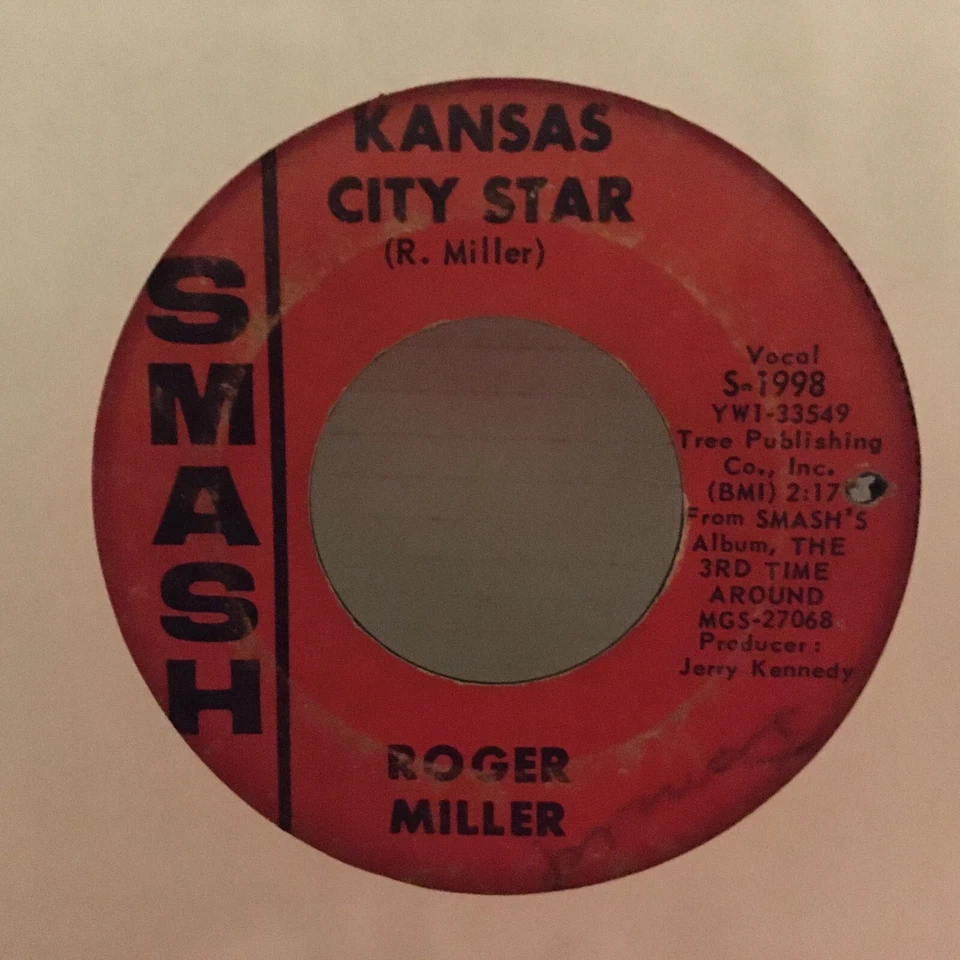 KANSAS
CITY STAR
(R. Miller)
SMASH
Vocal
S-1998
YW1-33549
Tree Publishing
Co., Inc.
(BMI) 2:17
From SMASH'S
Album, THE
3RD TIME
AROUND
MGS-27068
Producer:
Jerry Kennedy
ROGER
MILLER